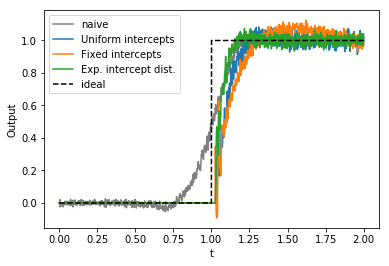 naive
Uniform intercepts
Fixed intercepts
Exp. intercept dist.
ideal
Output
1.0
0.8
0.6
0.4
0.2
0.0
0.00 0.25 0.50 0.75 1.00 1.25 1.50 1.75 2.00
t